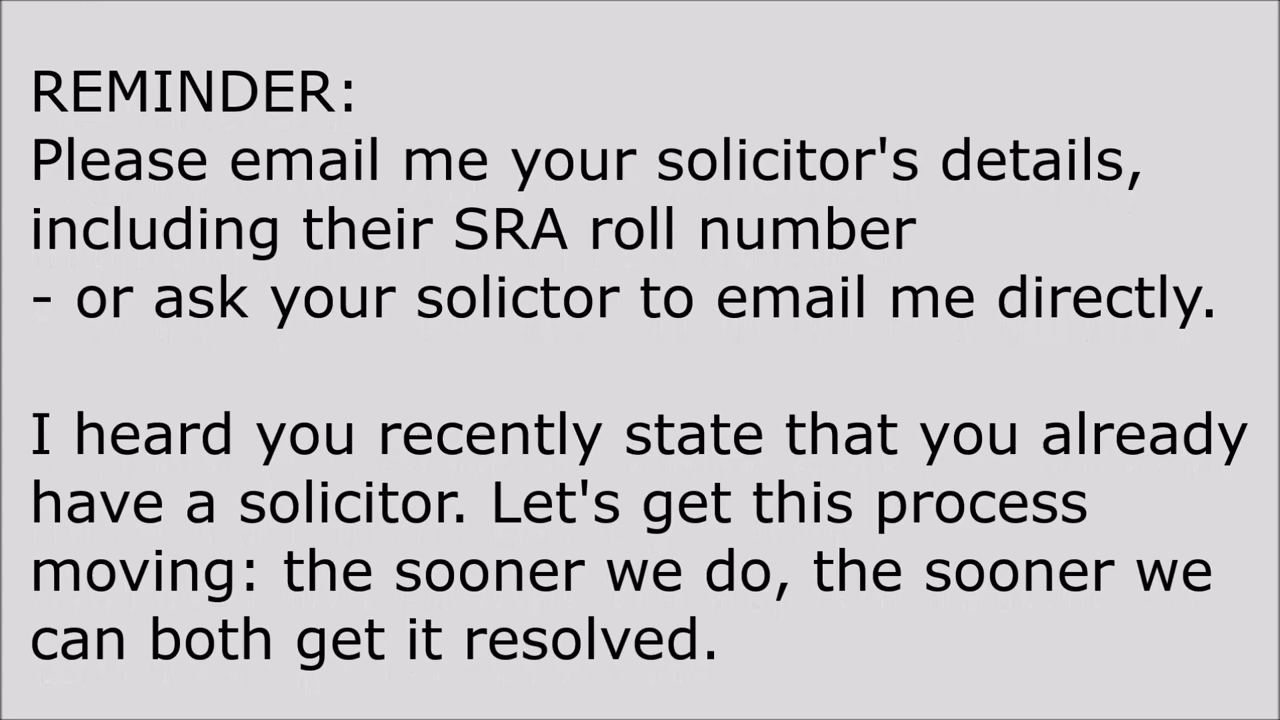 REMINDER:
Please email me your solicitor's details,
including their SRA roll number
- or ask your solictor to email me directly.
I heard you recently state that you already
have a solicitor. Let's get this process
moving: the sooner we do, the sooner we
can both get it resolved.